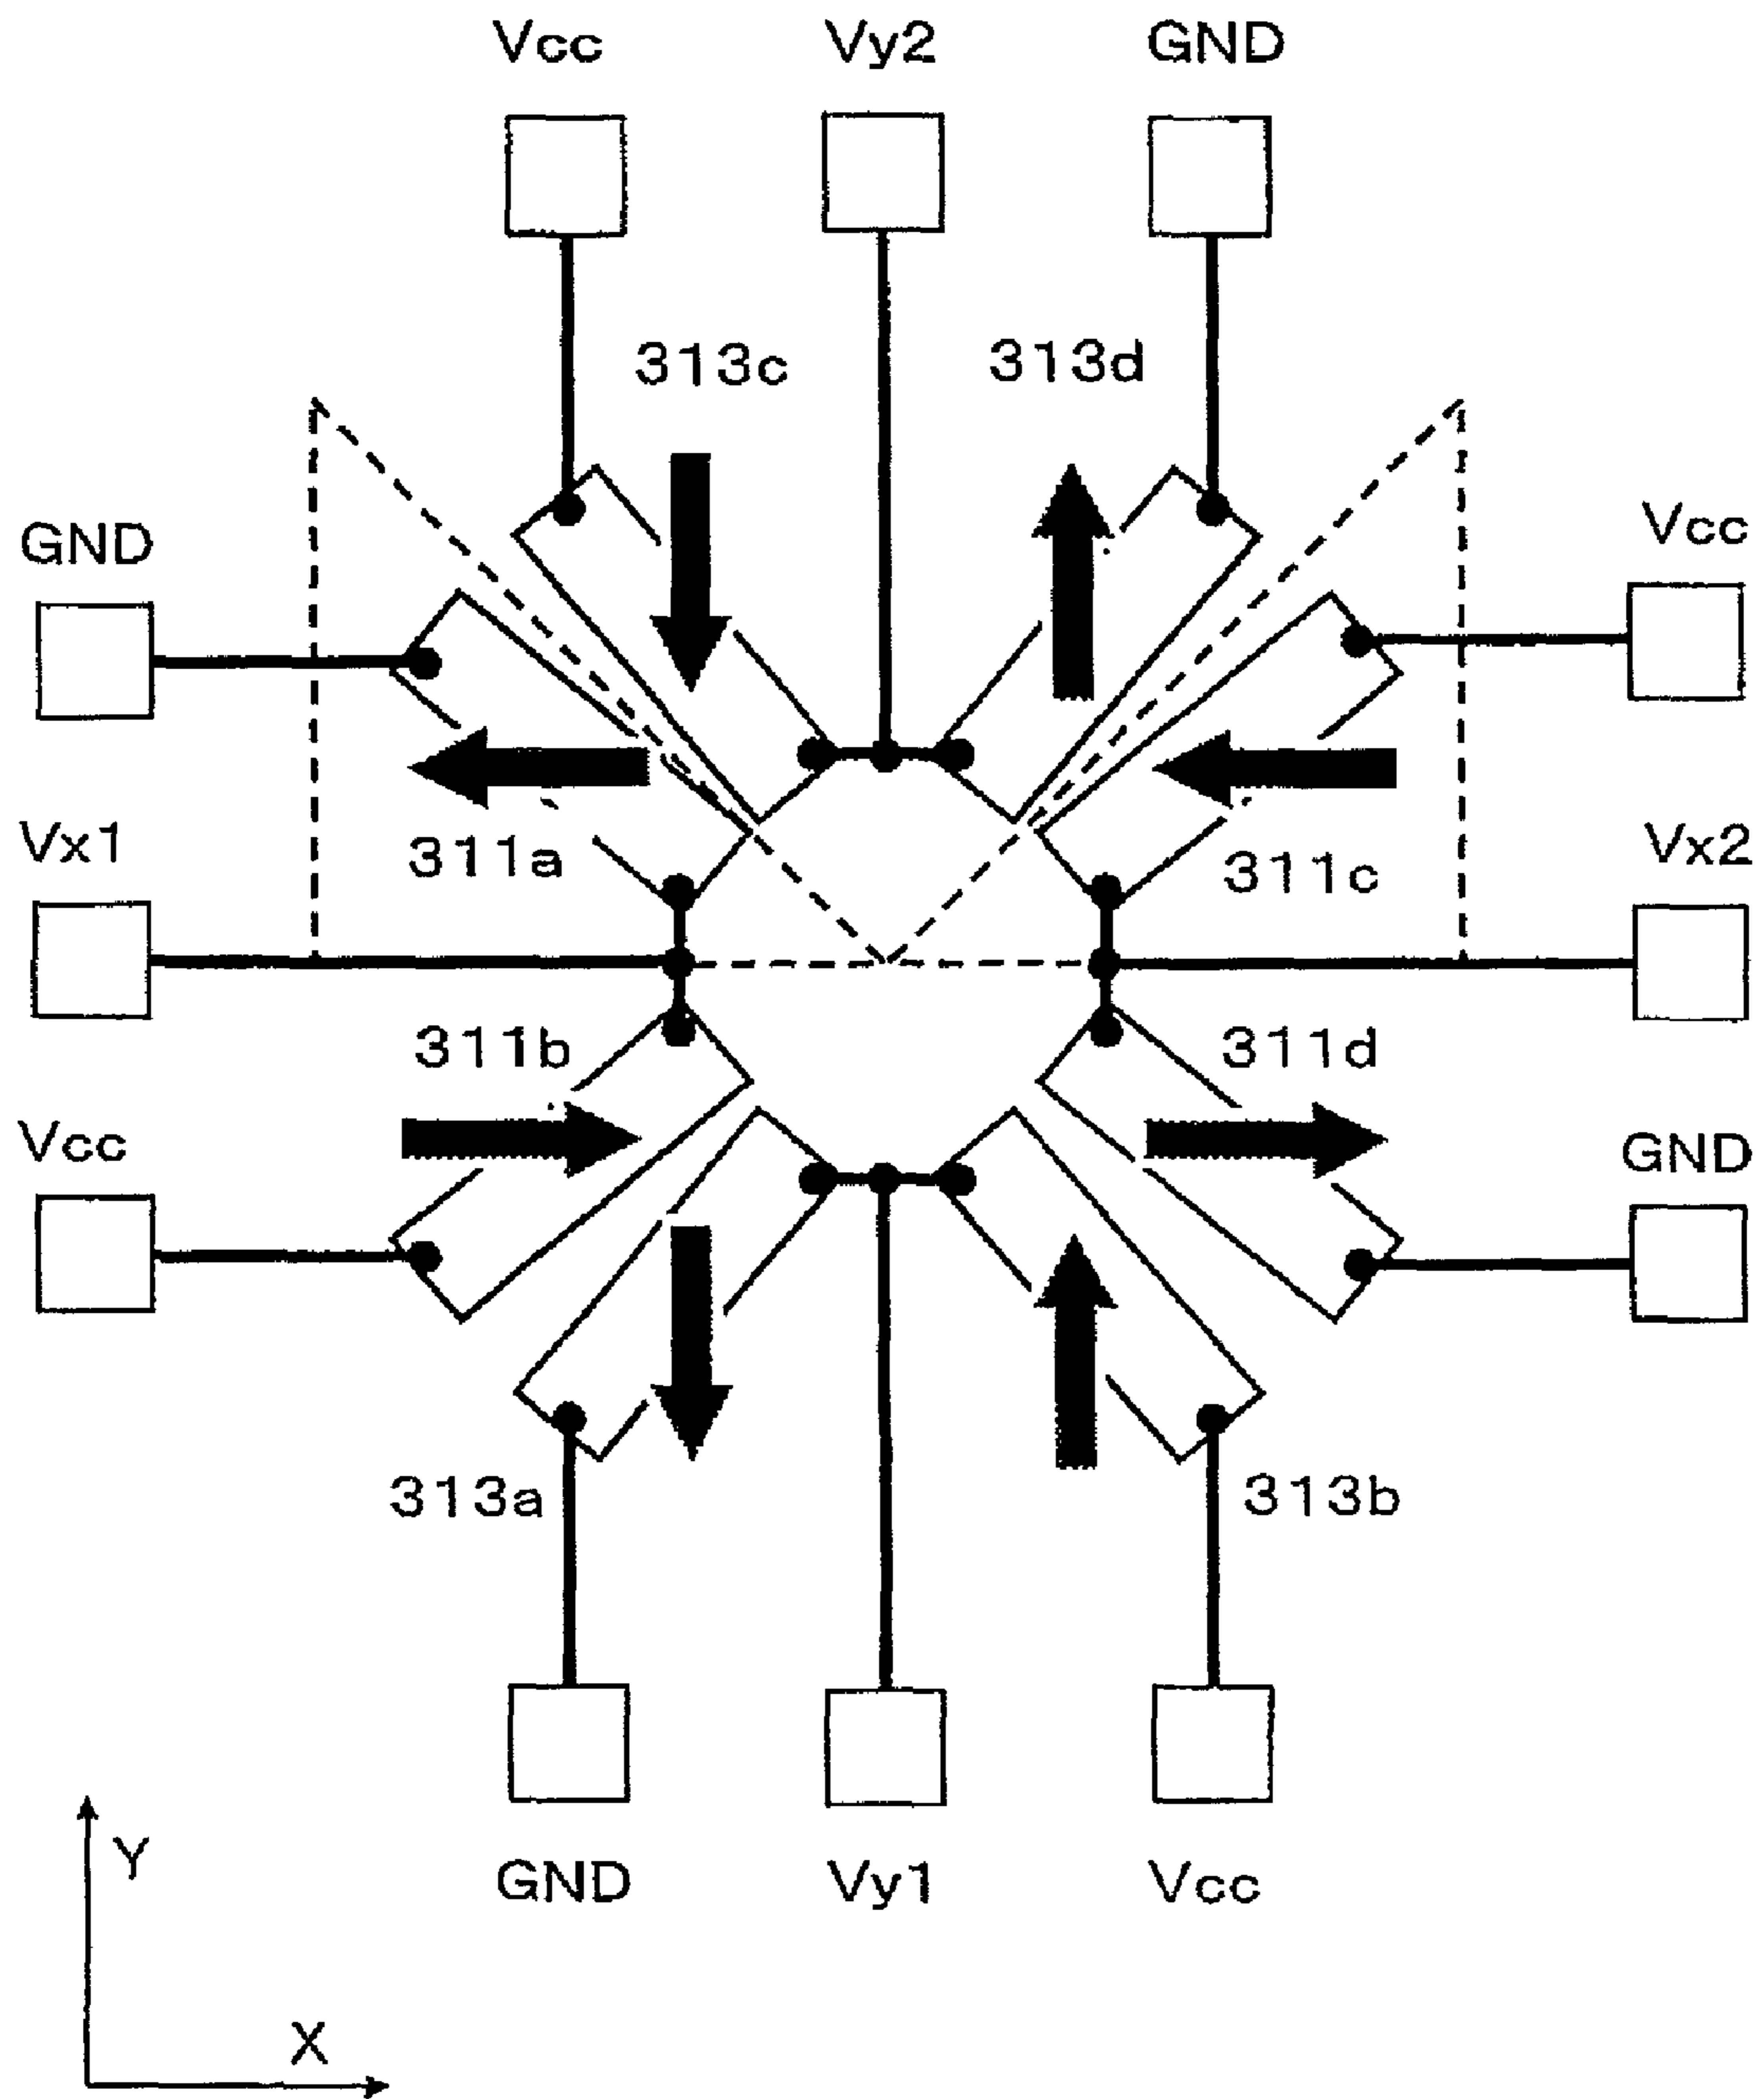 Vcc Vy2 GND
313c 313d
GND Vcc
Vx1 311a 311c Vx2
311b 311d
Vcc GND
313a 313b
GND Vy1 Vcc
Y
X